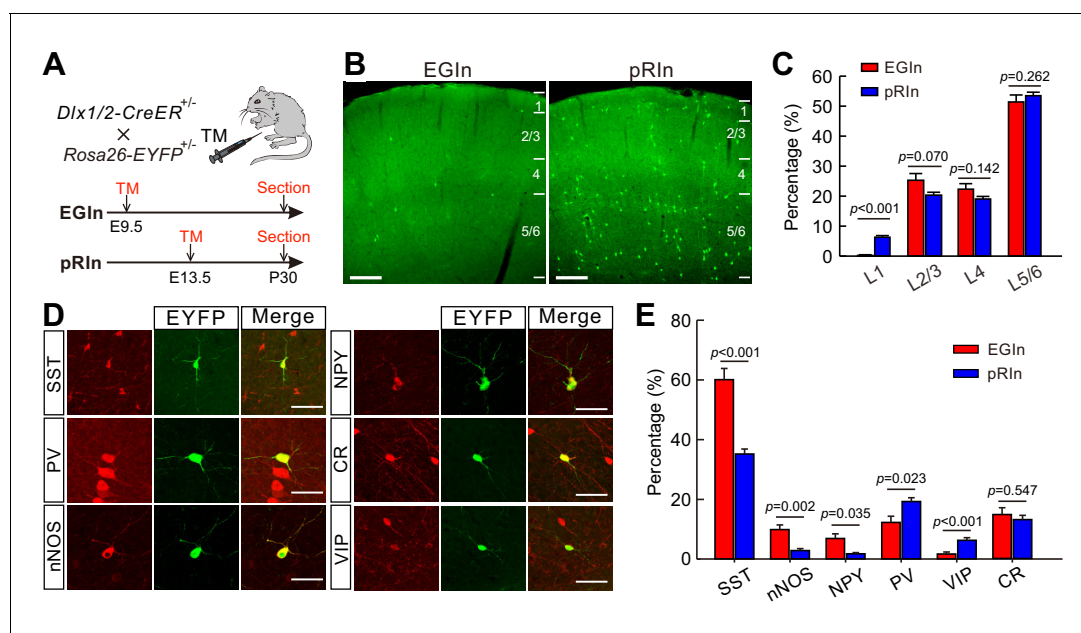 A
Dlx1/2-CreER+/-
×
Rosa26-EYFP+/-
TM
TM
Section
EGIn
E9.5
TM
Section
pRIn
E13.5
P30
B
EGIn
pRIn
1
2/3
4
5/6
1
2/3
4
5/6
C
EGIn
pRIn
Percentage (%)
60
50
40
30
20
10
0
p<0.001
p=0.070
p=0.142
p=0.262
L1
L2/3
L4
L5/6
D
EYFP
Merge
EYFP
Merge
SST
NPY
PV
CR
nNOS
VIP
E
EGIn
pRIn
Percentage (%)
80
60
40
20
0
p<0.001
p=0.002
p=0.035
p=0.023
p<0.001
p=0.547
SST
nNOS
NPY
PV
VIP
CR